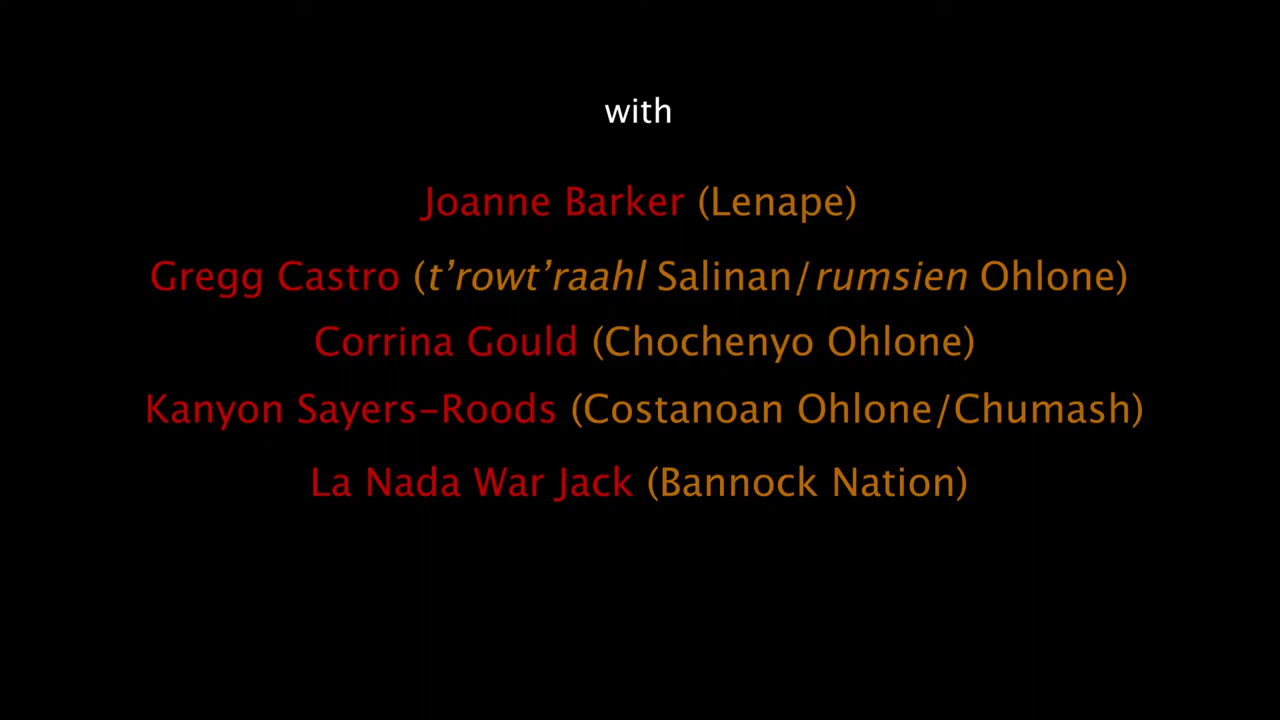 with
Joanne Barker (Lenape)
Gregg Castro (t’rowt’raahl Salinan/rumsien Ohlone)
Corrina Gould (Chochenyo Ohlone)
Kanyon Sayers-Roods (Costanoan Ohlone/Chumash)
La Nada War Jack (Bannock Nation)